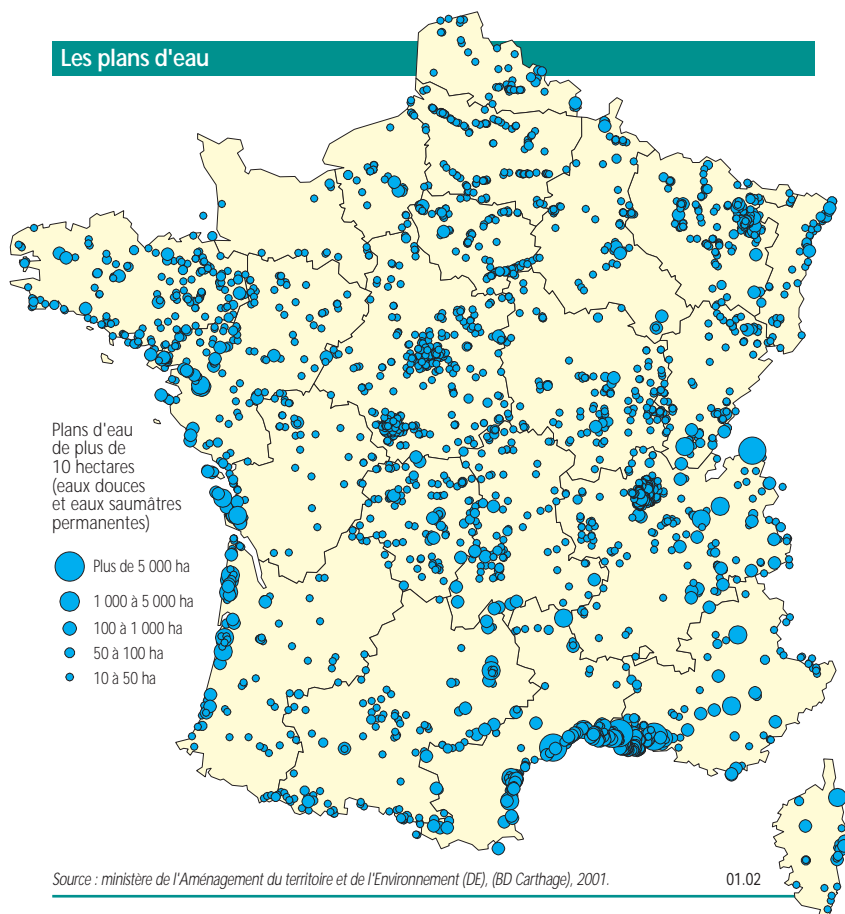 Les plans d'eau
Plans d'eau
de plus de
10 hectares
(eaux douces
et eaux saumâtres
permanentes)
Plus de 5 000 ha
1 000 à 5 000 ha
100 à 1 000 ha
50 à 100 ha
10 à 50 ha
Source : ministère de l'Aménagement du territoire et de l'Environnement (DE), (BD Carthage), 2001.
01.02